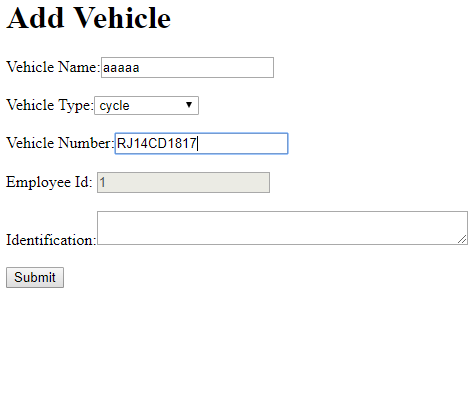 Add Vehicle
Vehicle Name: aaaaa
Vehicle Type: cycle
Vehicle Number: RJ14CD1817
Employee Id: 1
Identification:
Submit